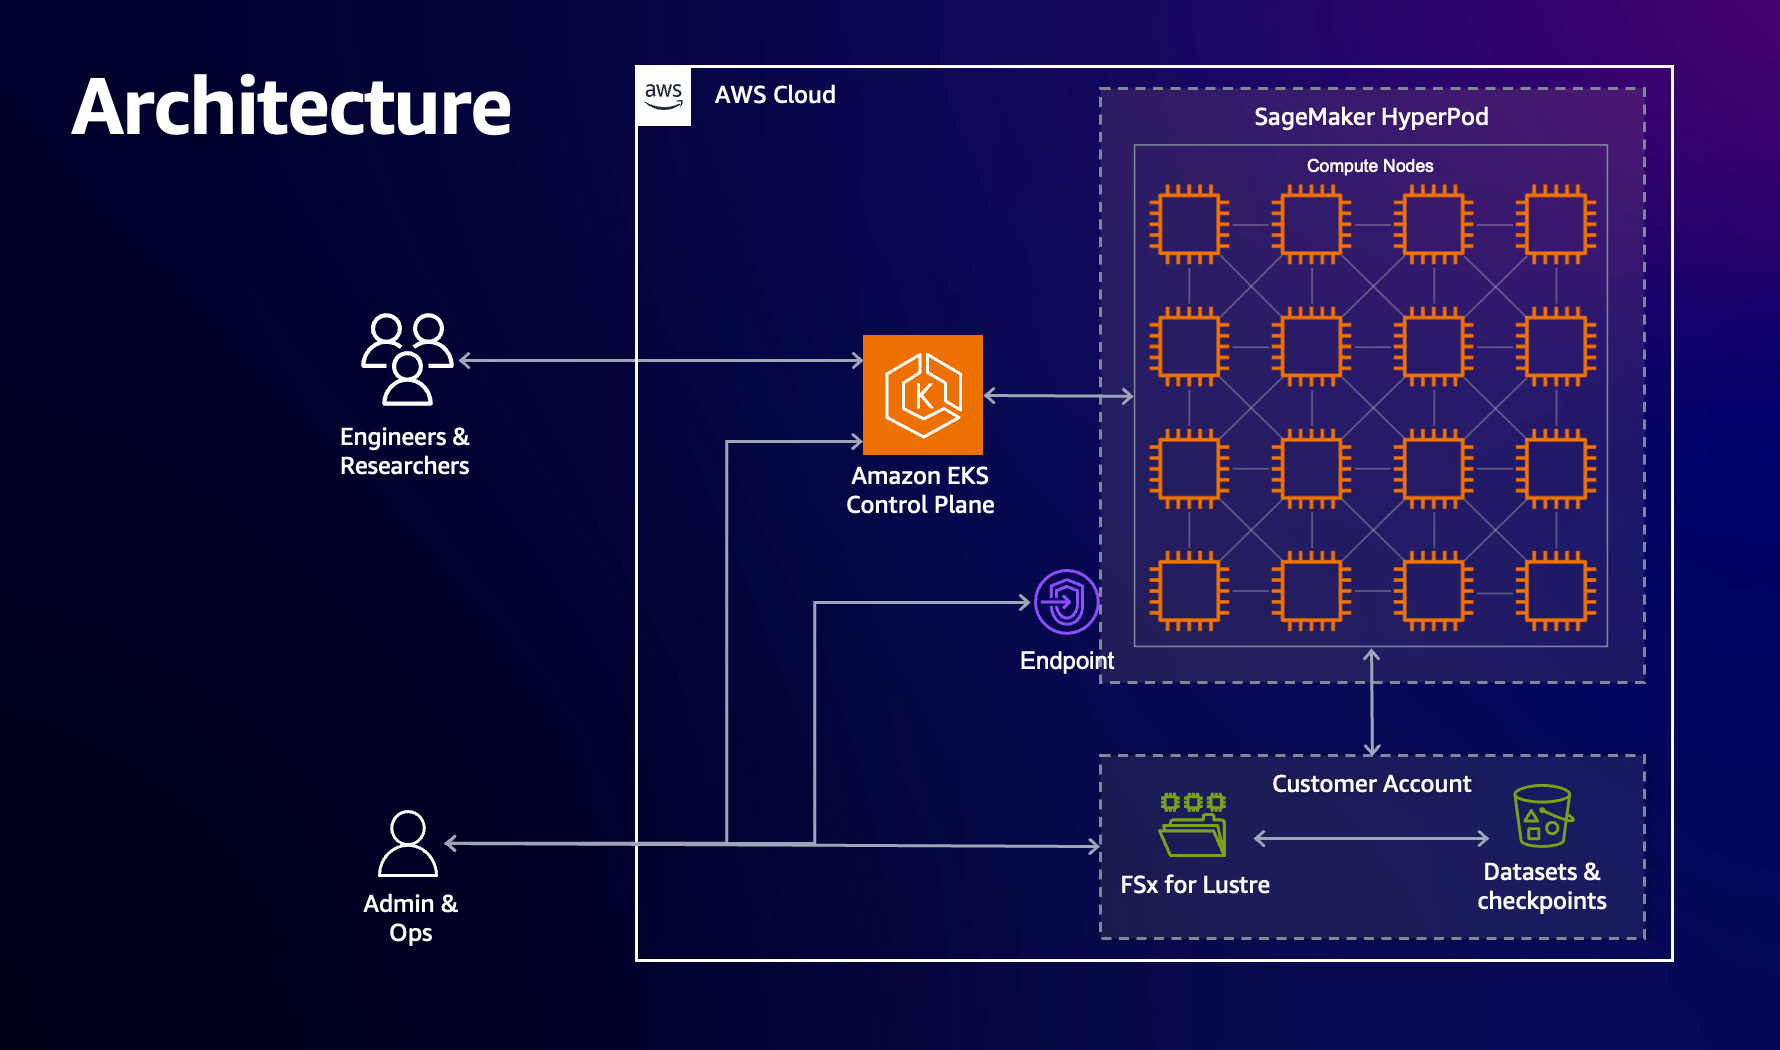 Architecture
aws
AWS Cloud
SageMaker HyperPod
Compute Nodes
Engineers &
Researchers
K
Amazon EKS
Control Plane
Endpoint
Customer Account
FSx for Lustre
Datasets &
checkpoints
Admin &
Ops